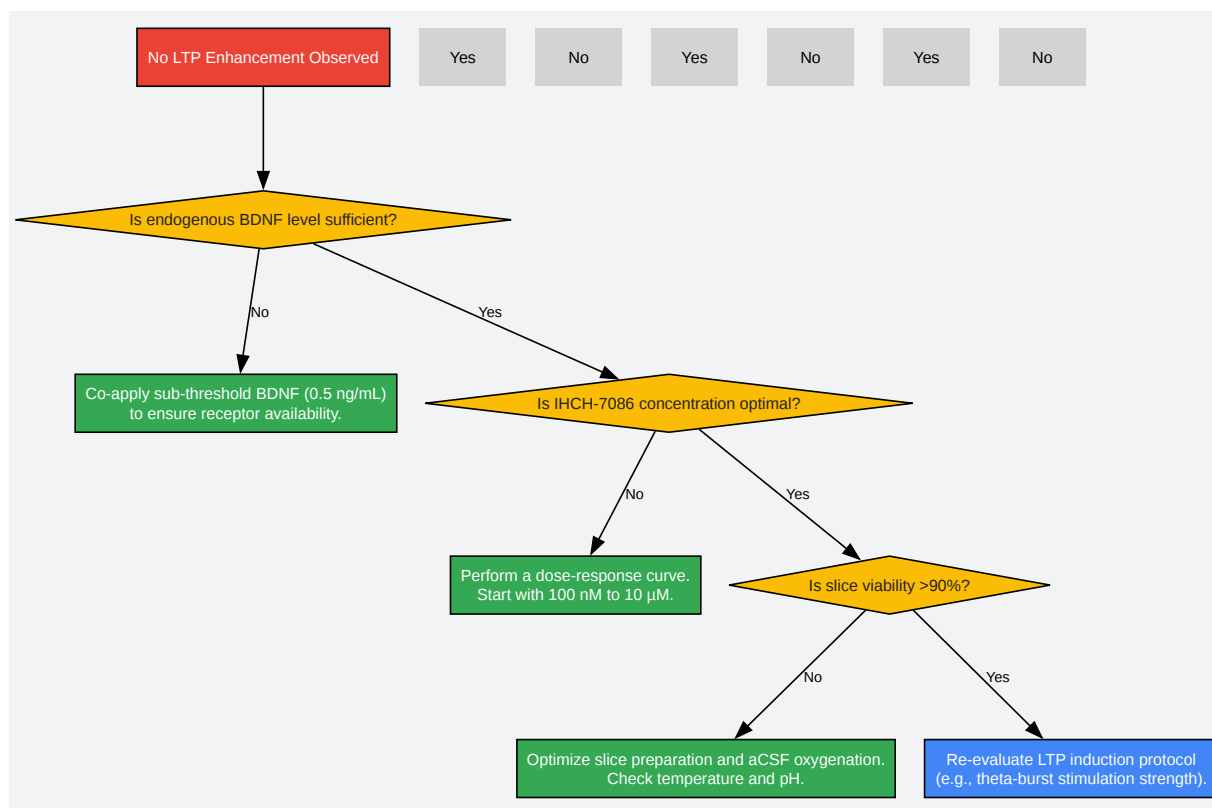 No LTP Enhancement Observed
Yes
No
Yes
No
Yes
No
Is endogenous BDNF level sufficient?
No
Yes
Co-apply sub-threshold BDNF (0.5 ng/mL)
to ensure receptor availability.
Is IHCH-7086 concentration optimal?
No
Yes
Perform a dose-response curve.
Start with 100 nM to 10 µM.
Is slice viability >90%?
No
Yes
Optimize slice preparation and aCSF oxygenation.
Check temperature and pH.
Re-evaluate LTP induction protocol
(e.g., theta-burst stimulation strength).